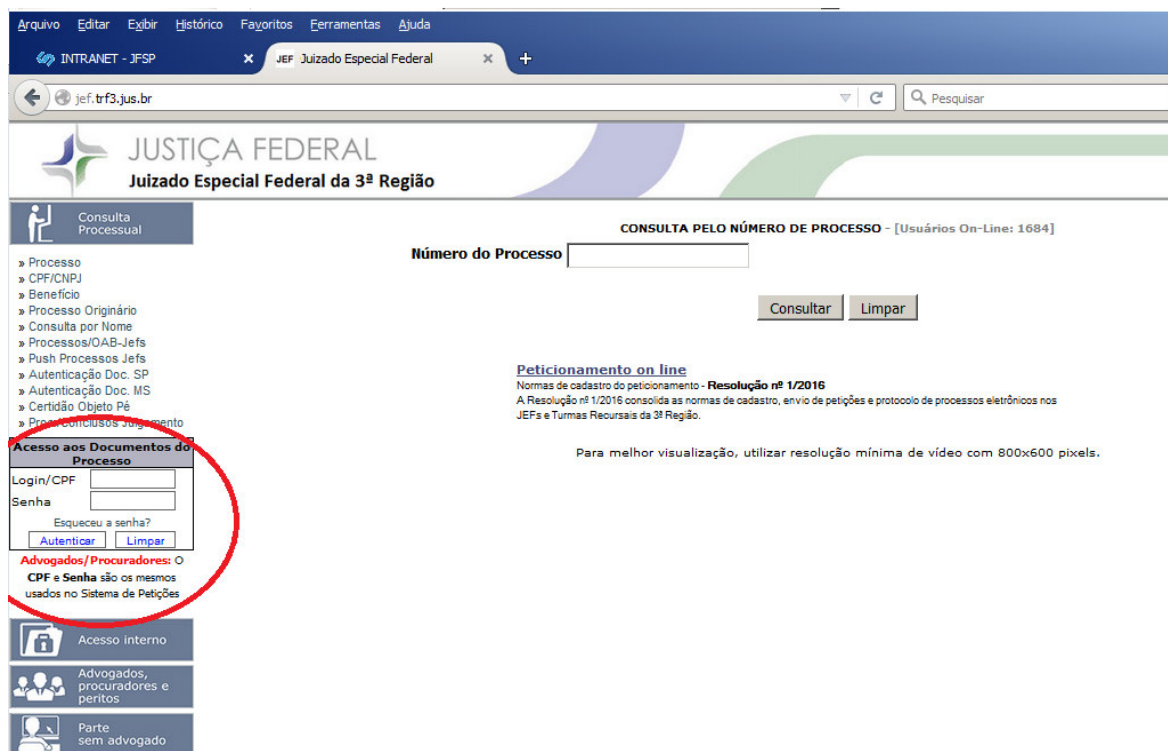 Arquivo Editar Exibir Histórico Favoritos Ferramentas Ajuda
INTRANET - JFSP
JEF Juizado Especial Federal
jef.trf3.jus.br
Pesquisar
JUSTIÇA FEDERAL
Juizado Especial Federal da 3ª Região
Consulta
Processual
» Processo
» CPF/CNPJ
» Benefício
» Processo Originário
» Consulta por Nome
» Processos/OAB-Jefs
» Push Processos Jefs
» Autenticação Doc. SP
» Autenticação Doc. MS
» Certidão Objeto Pé
» Proc. Conclusos Julgamento
Acesso aos Documentos do
Processo
Login/CPF
Senha
Esqueceu a senha?
Autenticar Limpar
Advogados/Procuradores: O
CPF e Senha são os mesmos
usados no Sistema de Petições
Acesso interno
Advogados,
procuradores e
peritos
Parte
sem advogado
CONSULTA PELO NÚMERO DE PROCESSO - [Usuários On-Line: 1684]
Número do Processo
Consultar Limpar
Peticionamento on line
Normas de cadastro do peticionamento - Resolução nº 1/2016
A Resolução nº 1/2016 consolida as normas de cadastro, envio de petições e protocolo de processos eletrônicos nos
JEFs e Turmas Recursais da 3ª Região.
Para melhor visualização, utilizar resolução mínima de vídeo com 800x600 pixels.